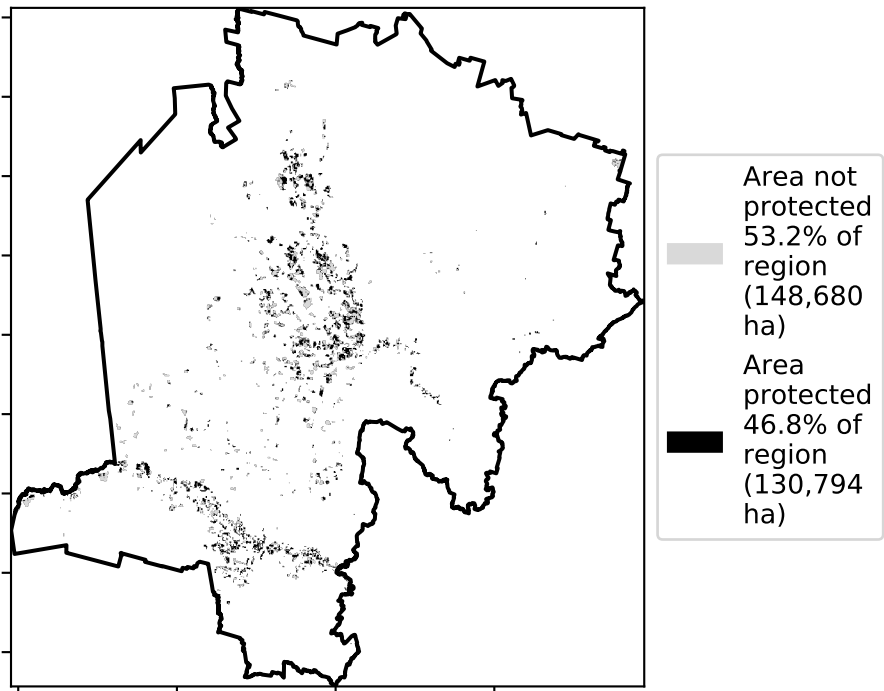 Area not
protected
53.2% of
region
(148,680
ha)
Area
protected
46.8% of
region
(130,794
ha)